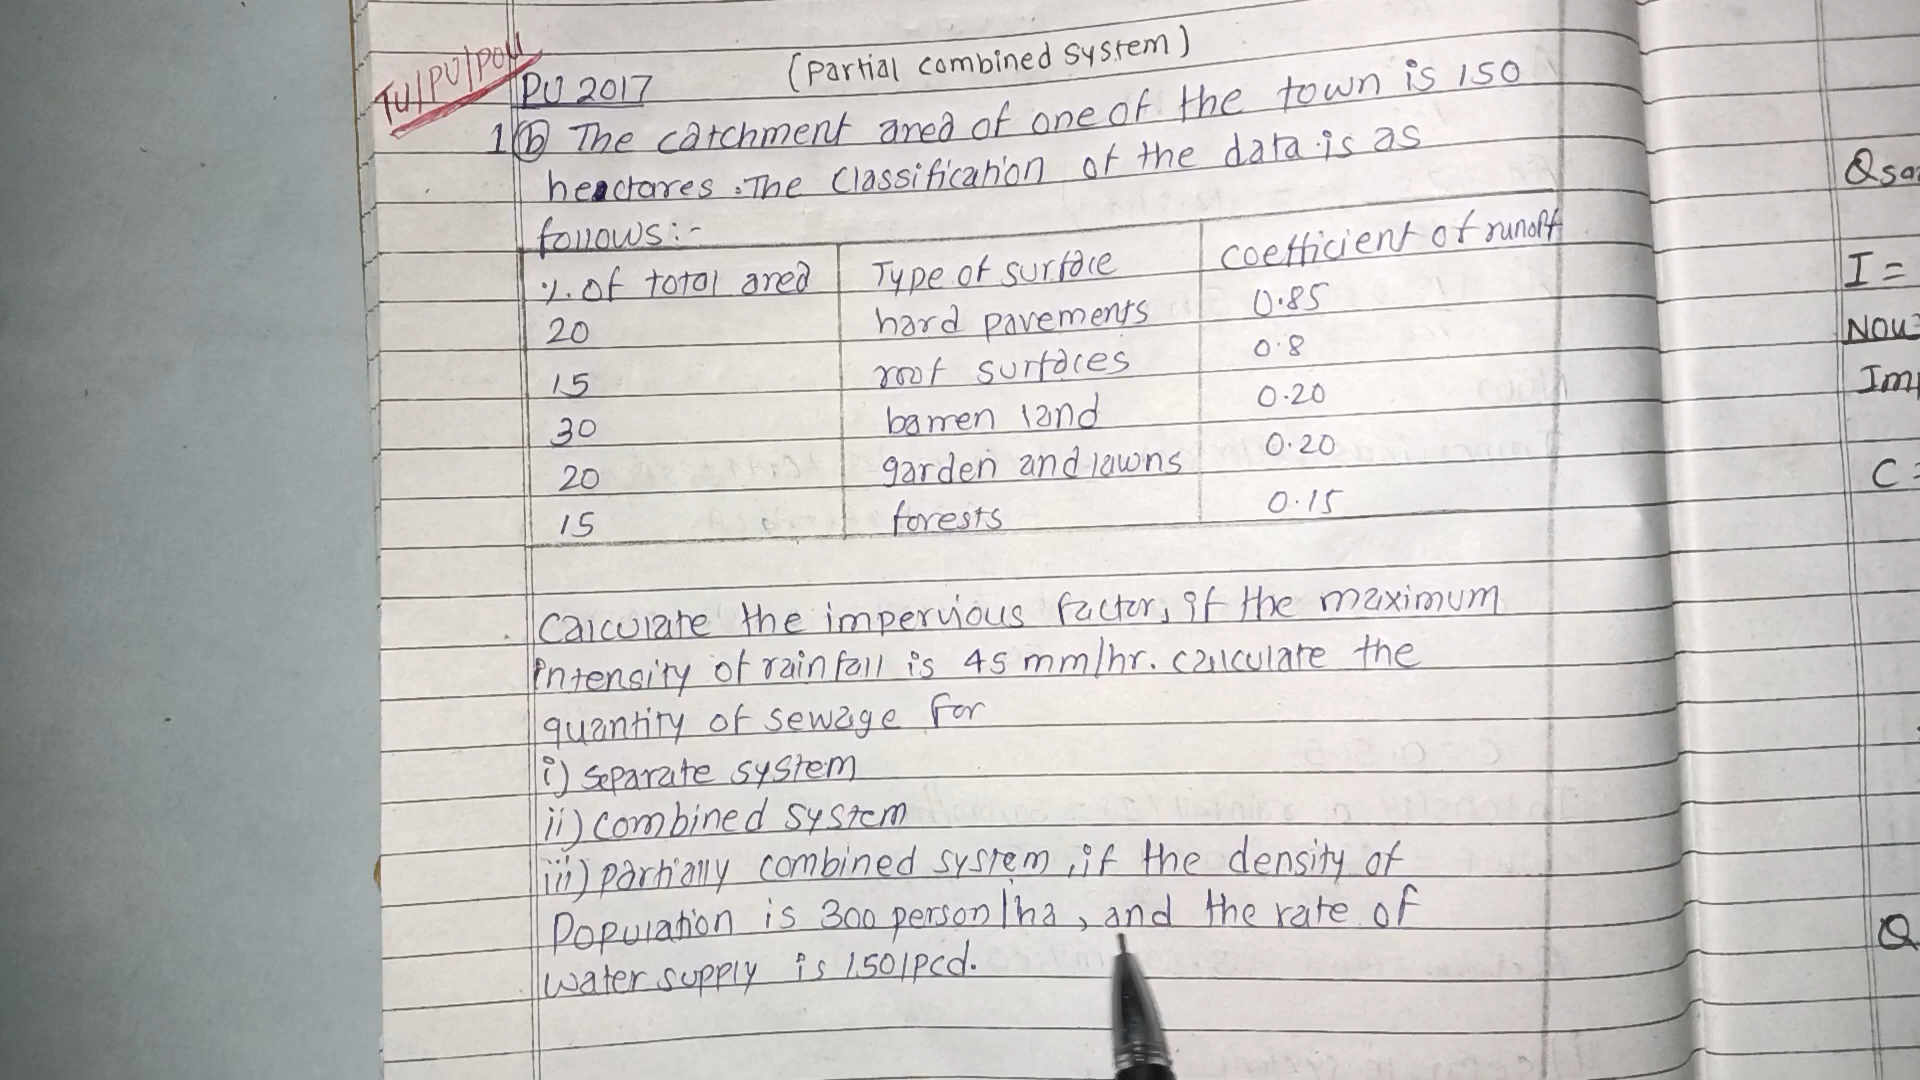 TU/PU/POU
(Partial combined system)
PU 2017
1(b) The catchment area of one of the town is 150
hectares. The classification of the data is as
follows:-
%. of total area Type of surface coefficient of runoff
20 hard pavements 0.85
15 roof surfaces 0.8
30 barren land 0.20
20 garden and lawns 0.20
15 forests 0.15
calculate the impervious factor, if the maximum
intensity of rainfall is 45 mm/hr. calculate the
quantity of sewage for
i) separate system
ii) combined system
iii) partially combined system, if the density of
Population is 300 person/ha, and the rate of
water supply is 150 lpcd.
I =
C =
Q